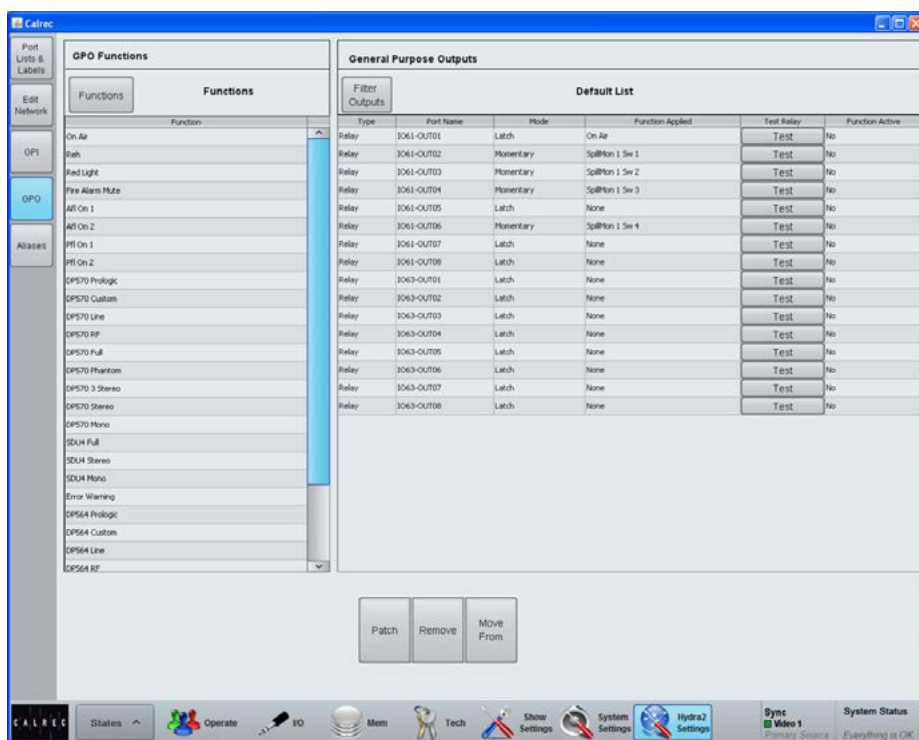 Calrec
Port Lists & Labels
Edit Network
GPI
GPO
Aliases
GPO Functions
Functions
Functions
Function
On Air
Reh
Red Light
Fire Alarm Mute
Afl On 1
Afl On 2
Pfl On 1
Pfl On 2
DP570 Prologic
DP570 Custom
DP570 Line
DP570 RF
DP570 Full
DP570 Phantom
DP570 3 Stereo
DP570 Stereo
DP570 Mono
SDU4 Full
SDU4 Stereo
SDU4 Mono
Error Warning
DP564 Prologic
DP564 Custom
DP564 Line
DP564 RF
General Purpose Outputs
Filter Outputs
Default List
Type Port Name Mode Function Applied Test Relay Function Active
Relay IO61-OUT01 Latch On Air Test No
Relay IO61-OUT02 Momentary SpillMon 1 Sw 1 Test No
Relay IO61-OUT03 Momentary SpillMon 1 Sw 2 Test No
Relay IO61-OUT04 Momentary SpillMon 1 Sw 3 Test No
Relay IO61-OUT05 Latch None Test No
Relay IO61-OUT06 Momentary SpillMon 1 Sw 4 Test No
Relay IO61-OUT07 Latch None Test No
Relay IO61-OUT08 Latch None Test No
Relay IO63-OUT01 Latch None Test No
Relay IO63-OUT02 Latch None Test No
Relay IO63-OUT03 Latch None Test No
Relay IO63-OUT04 Latch None Test No
Relay IO63-OUT05 Latch None Test No
Relay IO63-OUT06 Latch None Test No
Relay IO63-OUT07 Latch None Test No
Relay IO63-OUT08 Latch None Test No
Patch
Remove
Move From
CALREC
States
Operate
I/O
Mem
Tech
Show Settings
System Settings
Hydra2 Settings
Sync
Video 1
Primary Source
System Status
Everything is OK